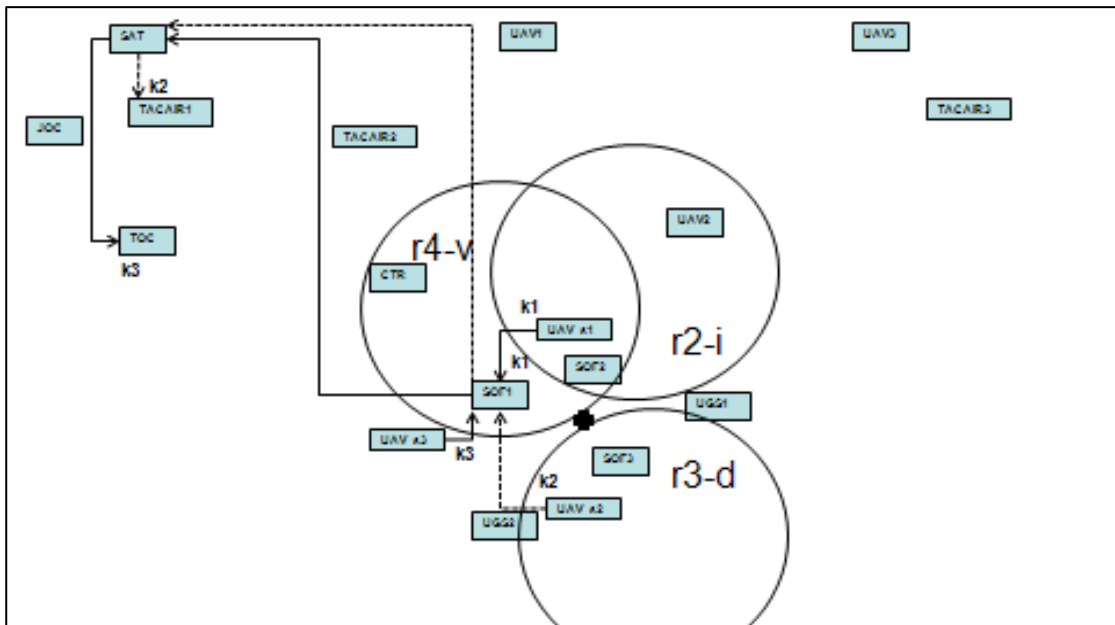 SAT
UAV1
UAV3
k2
TACAIR1
TACAIR3
JOC
TACAIR2
UAV2
TOC
r4-v
k3
CTR
k1
UAV a1
r2-i
k1
SOF2
SOF1
UGS1
UAV a3
k3
SOF3
r3-d
k2
UAV a2
UGS2